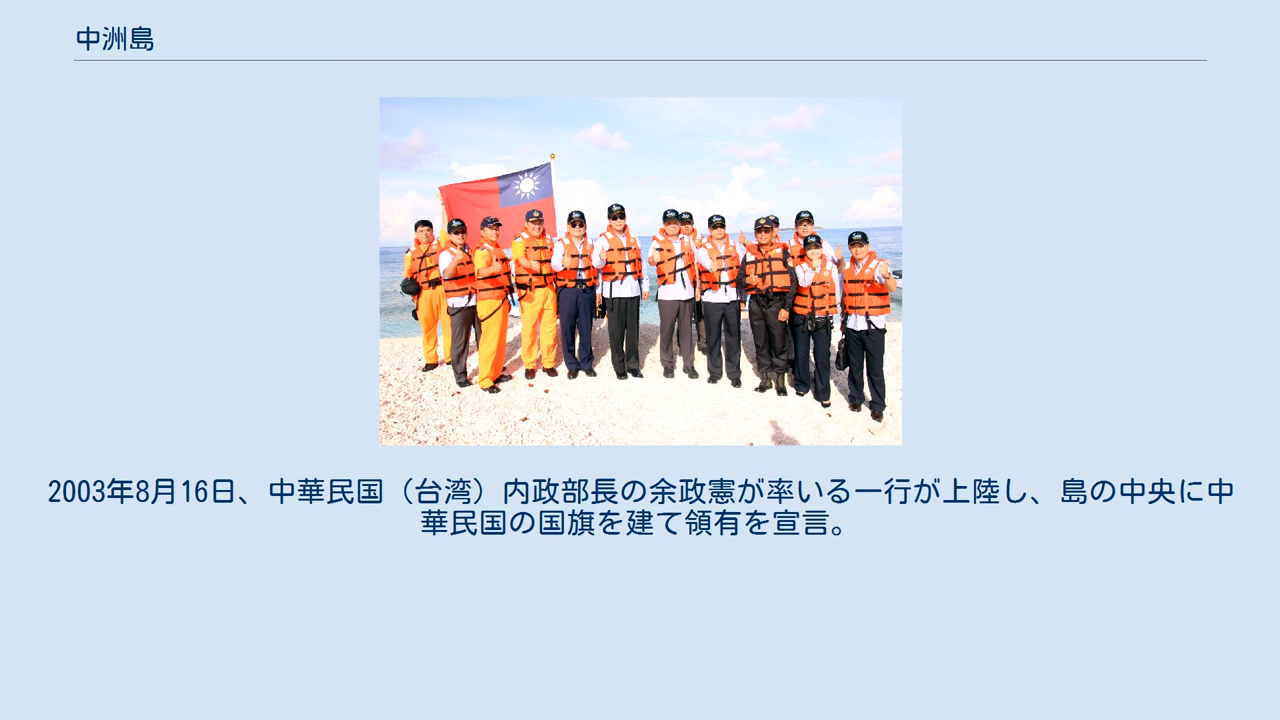 中洲島
2003年8月16日、中華民国（台湾）内政部長の余政憲が率いる一行が上陸し、島の中央に中
華民国の国旗を建て領有を宣言。